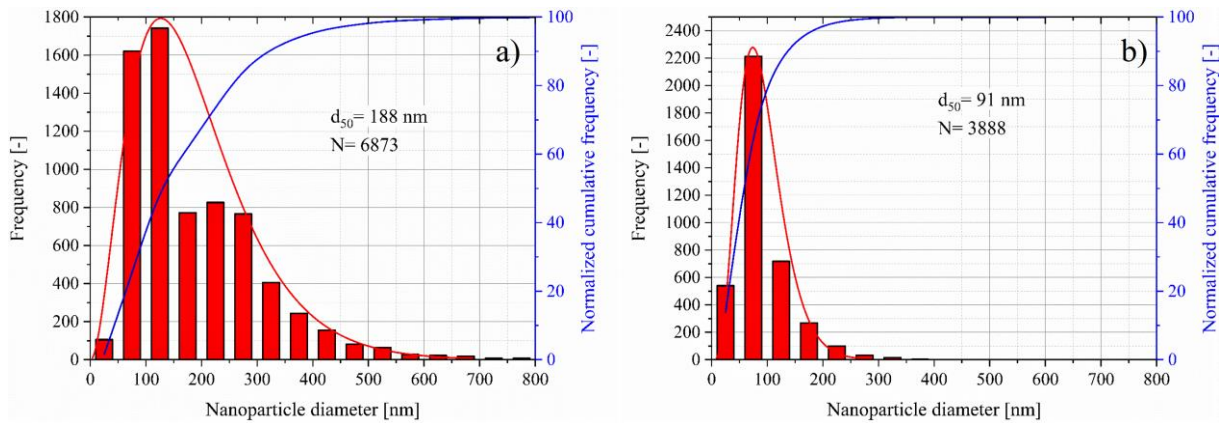 1800
1600
1400
1200
1000
800
600
400
200
0
Frequency [-]
a)
d50= 188 nm
N= 6873
100
80
60
40
20
0
Normalized cumulative frequency [-]
0 100 200 300 400 500 600 700 800
Nanoparticle diameter [nm]
2400
2200
2000
1800
1600
1400
1200
1000
800
600
400
200
0
Frequency [-]
b)
d50= 91 nm
N= 3888
100
80
60
40
20
0
Normalized cumulative frequency [-]
0 100 200 300 400 500 600 700 800
Nanoparticle diameter [nm]